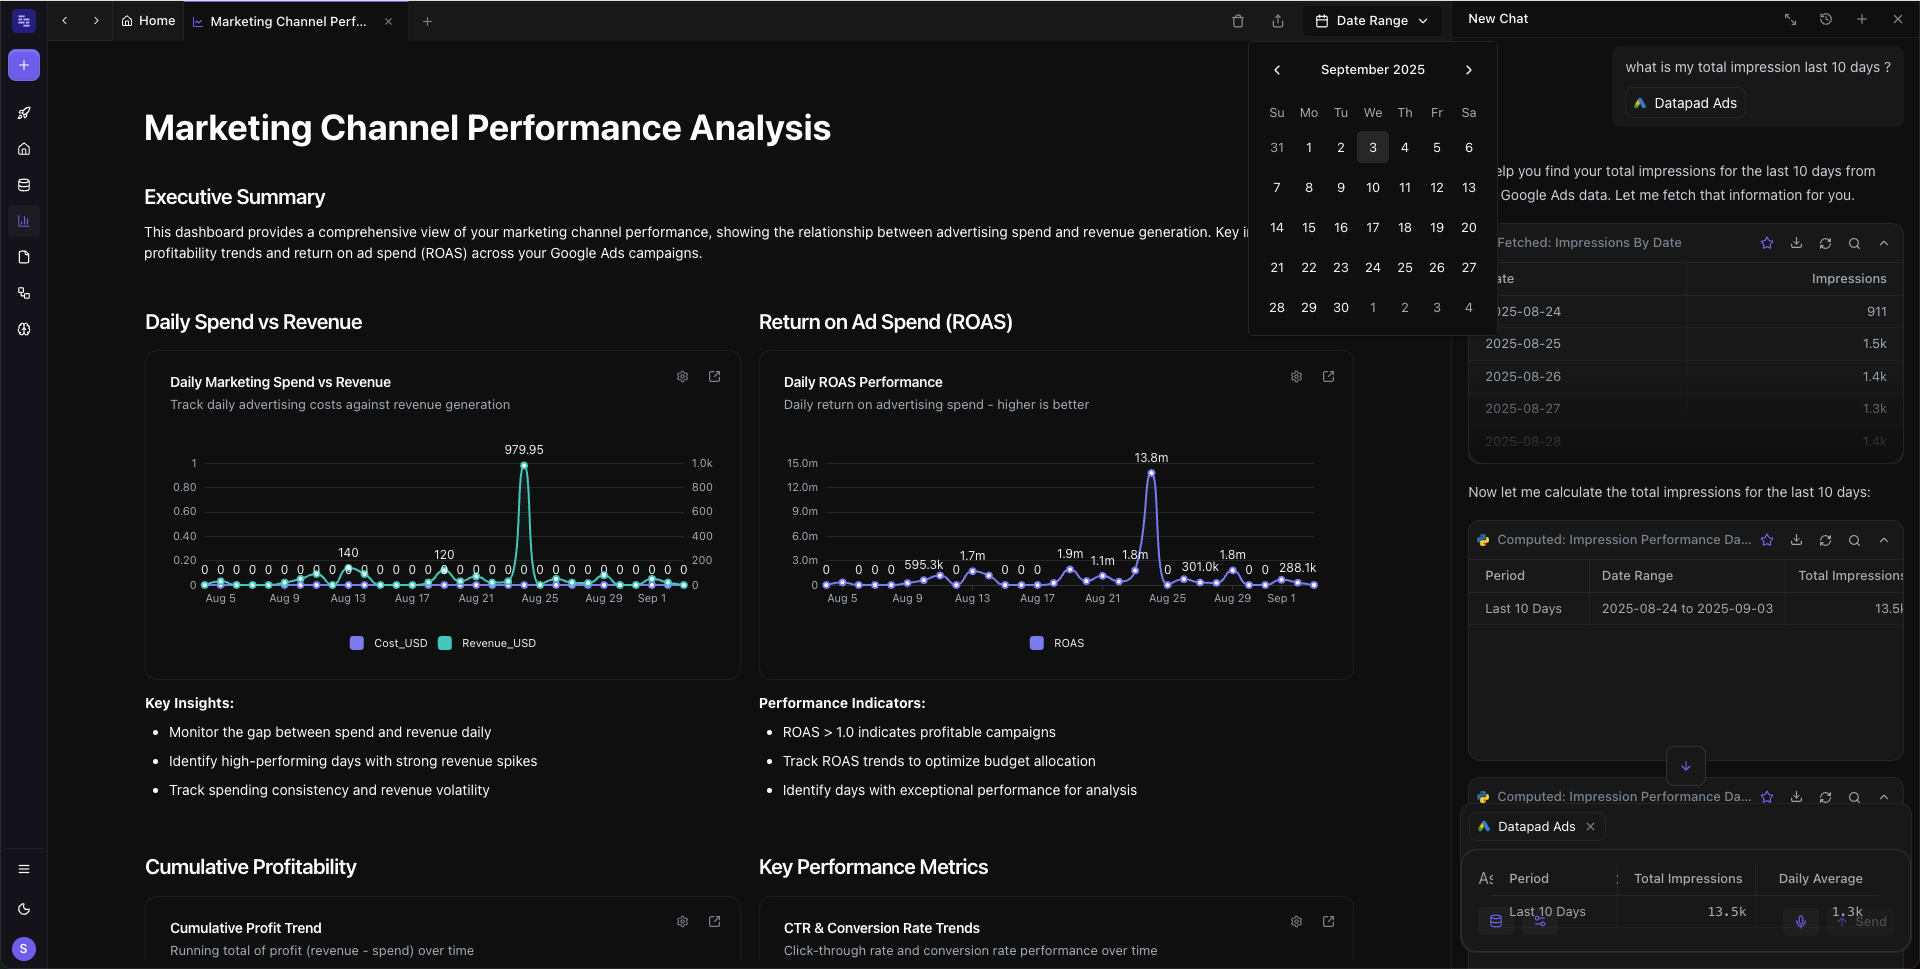 Home
Marketing Channel Perf...
Date Range
New Chat
September 2025
Su Mo Tu We Th Fr Sa
31 1 2 3 4 5 6
7 8 9 10 11 12 13
14 15 16 17 18 19 20
21 22 23 24 25 26 27
28 29 30 1 2 3 4
Marketing Channel Performance Analysis
Executive Summary
This dashboard provides a comprehensive view of your marketing channel performance, showing the relationship between advertising spend and revenue generation. Key
profitability trends and return on ad spend (ROAS) across your Google Ads campaigns.
Daily Spend vs Revenue
Daily Marketing Spend vs Revenue
Track daily advertising costs against revenue generation
979.95
1 1.0k
0.80 800
0.60 600
0.40 400
140 120
0.20 200
0 0 0 0 0 0 0 0 0 0 0 0 0 0 0 0 0 0 0 0 0 0 0 0 0 0 0 0
0 0
Aug 5 Aug 9 Aug 13 Aug 17 Aug 21 Aug 25 Aug 29 Sep 1
Cost_USD Revenue_USD
Key Insights:
• Monitor the gap between spend and revenue daily
• Identify high-performing days with strong revenue spikes
• Track spending consistency and revenue volatility
Return on Ad Spend (ROAS)
Daily ROAS Performance
Daily return on advertising spend - higher is better
13.8m
15.0m
12.0m
9.0m
6.0m
3.0m
0
0 0 0 0 595.3k 0 1.7m 0 0 0 1.9m 1.1m 1.8m 0 301.0k 1.8m 0 0 288.1k
Aug 5 Aug 9 Aug 13 Aug 17 Aug 21 Aug 25 Aug 29 Sep 1
ROAS
Performance Indicators:
• ROAS > 1.0 indicates profitable campaigns
• Track ROAS trends to optimize budget allocation
• Identify days with exceptional performance for analysis
Cumulative Profitability
Cumulative Profit Trend
Running total of profit (revenue - spend) over time
Key Performance Metrics
CTR & Conversion Rate Trends
Click-through rate and conversion rate performance over time
what is my total impression last 10 days ?
Datapad Ads
elp you find your total impressions for the last 10 days from
Google Ads data. Let me fetch that information for you.
Fetched: Impressions By Date
ate Impressions
25-08-24 911
2025-08-25 1.5k
2025-08-26 1.4k
2025-08-27 1.3k
2025-08-28 1.4k
Now let me calculate the total impressions for the last 10 days:
Computed: Impression Performance Da...
Period Date Range Total Impressions
Last 10 Days 2025-08-24 to 2025-09-03 13.5k
Computed: Impression Performance Da...
Datapad Ads
As Period Total Impressions Daily Average
Last 10 Days 13.5k 1.3k
Send
S